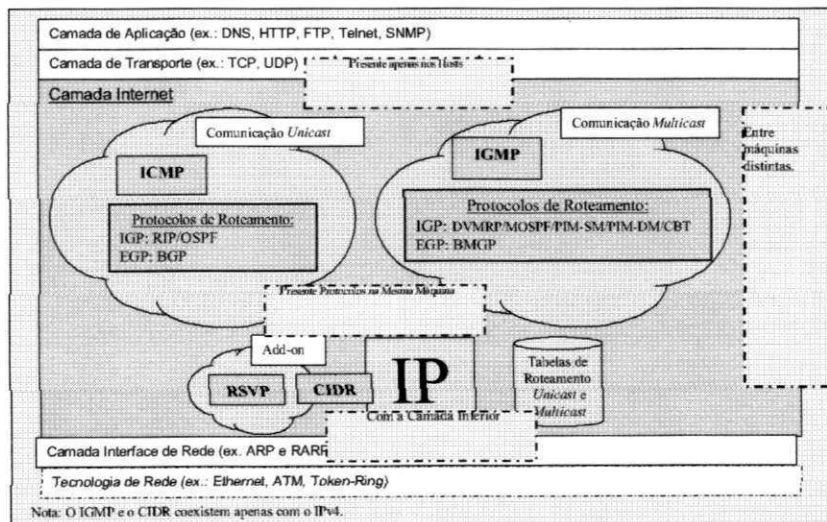 Camada de Aplicação (ex.: DNS, HTTP, FTP, Telnet, SNMP)
Camada de Transporte (ex.: TCP, UDP)
Presente apenas nos Hosts
Camada Internet
Comunicação Unicast
Comunicação Multicast
Entre
máquinas
distintas.
ICMP
IGMP
Protocolos de Roteamento:
IGP: RIP/OSPF
EGP: BGP
Protocolos de Roteamento:
IGP: DVMRP/MOSPF/PIM-SM/PIM-DM/CBT
EGP: BMGP
Presente Protocolos na Mesma Máquina
Add-on
RSVP
CIDR
IP
Tabelas de
Roteamento
Unicast e
Multicast
Com a Camada Inferior
Camada Interface de Rede (ex. ARP e RARP
Tecnologia de Rede (ex.: Ethernet, ATM, Token-Ring)
Nota: O IGMP e o CIDR coexistem apenas com o IPv4.